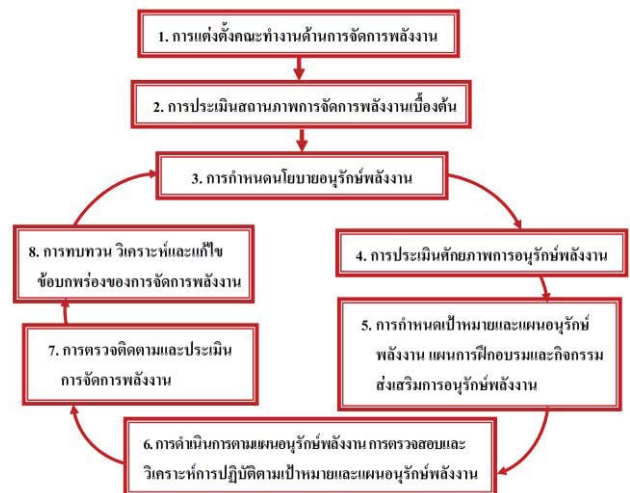 1. การแต่งตั้งคณะทำงานด้านการจัดการพลังงาน
2. การประเมินสถานภาพการจัดการพลังงานเบื้องต้น
3. การกำหนดนโยบายอนุรักษ์พลังงาน
4. การประเมินศักยภาพการอนุรักษ์พลังงาน
5. การกำหนดเป้าหมายและแผนอนุรักษ์
พลังงาน แผนการฝึกอบรมและกิจกรรม
ส่งเสริมการอนุรักษ์พลังงาน
6. การดำเนินการตามแผนอนุรักษ์พลังงาน การตรวจสอบและ
วิเคราะห์การปฏิบัติตามเป้าหมายและแผนอนุรักษ์พลังงาน
7. การตรวจติดตามและประเมิน
การจัดการพลังงาน
8. การทบทวน วิเคราะห์และแก้ไข
ข้อบกพร่องของการจัดการพลังงาน